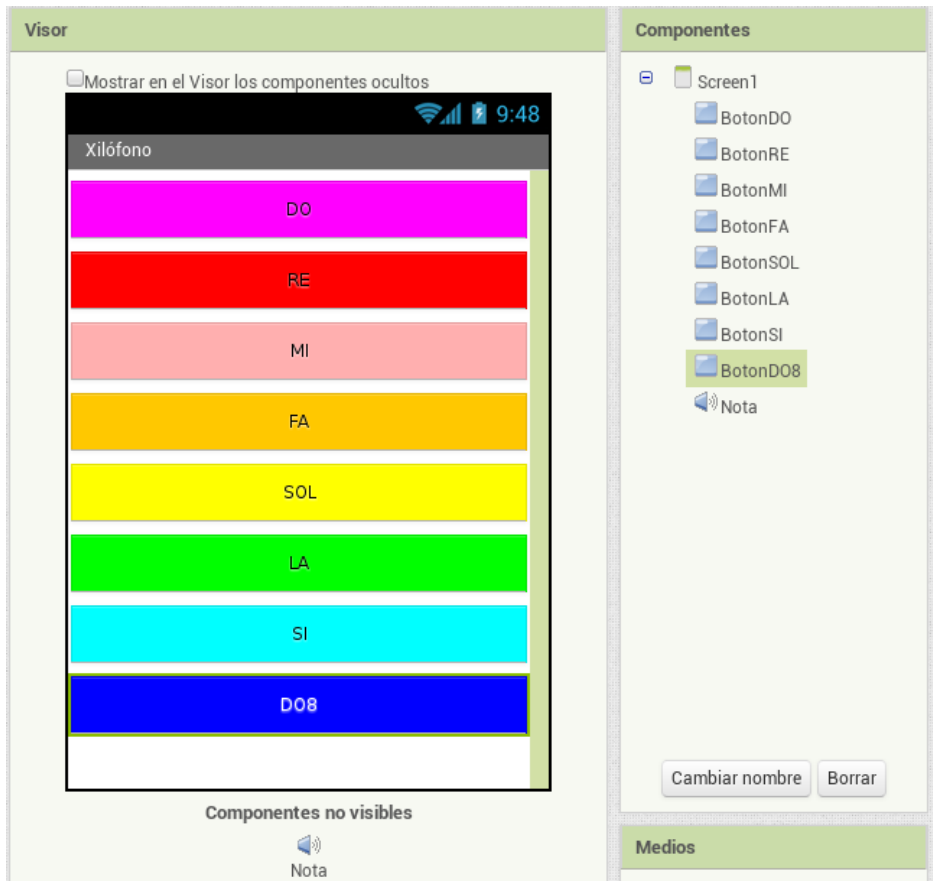 Visor
Mostrar en el Visor los componentes ocultos
9:48
Xilófono
DO
RE
MI
FA
SOL
LA
SI
DO8
Componentes no visibles
Nota
Componentes
Screen1
BotonDO
BotonRE
BotonMI
BotonFA
BotonSOL
BotonLA
BotonSI
BotonDO8
Nota
Cambiar nombre Borrar
Medios